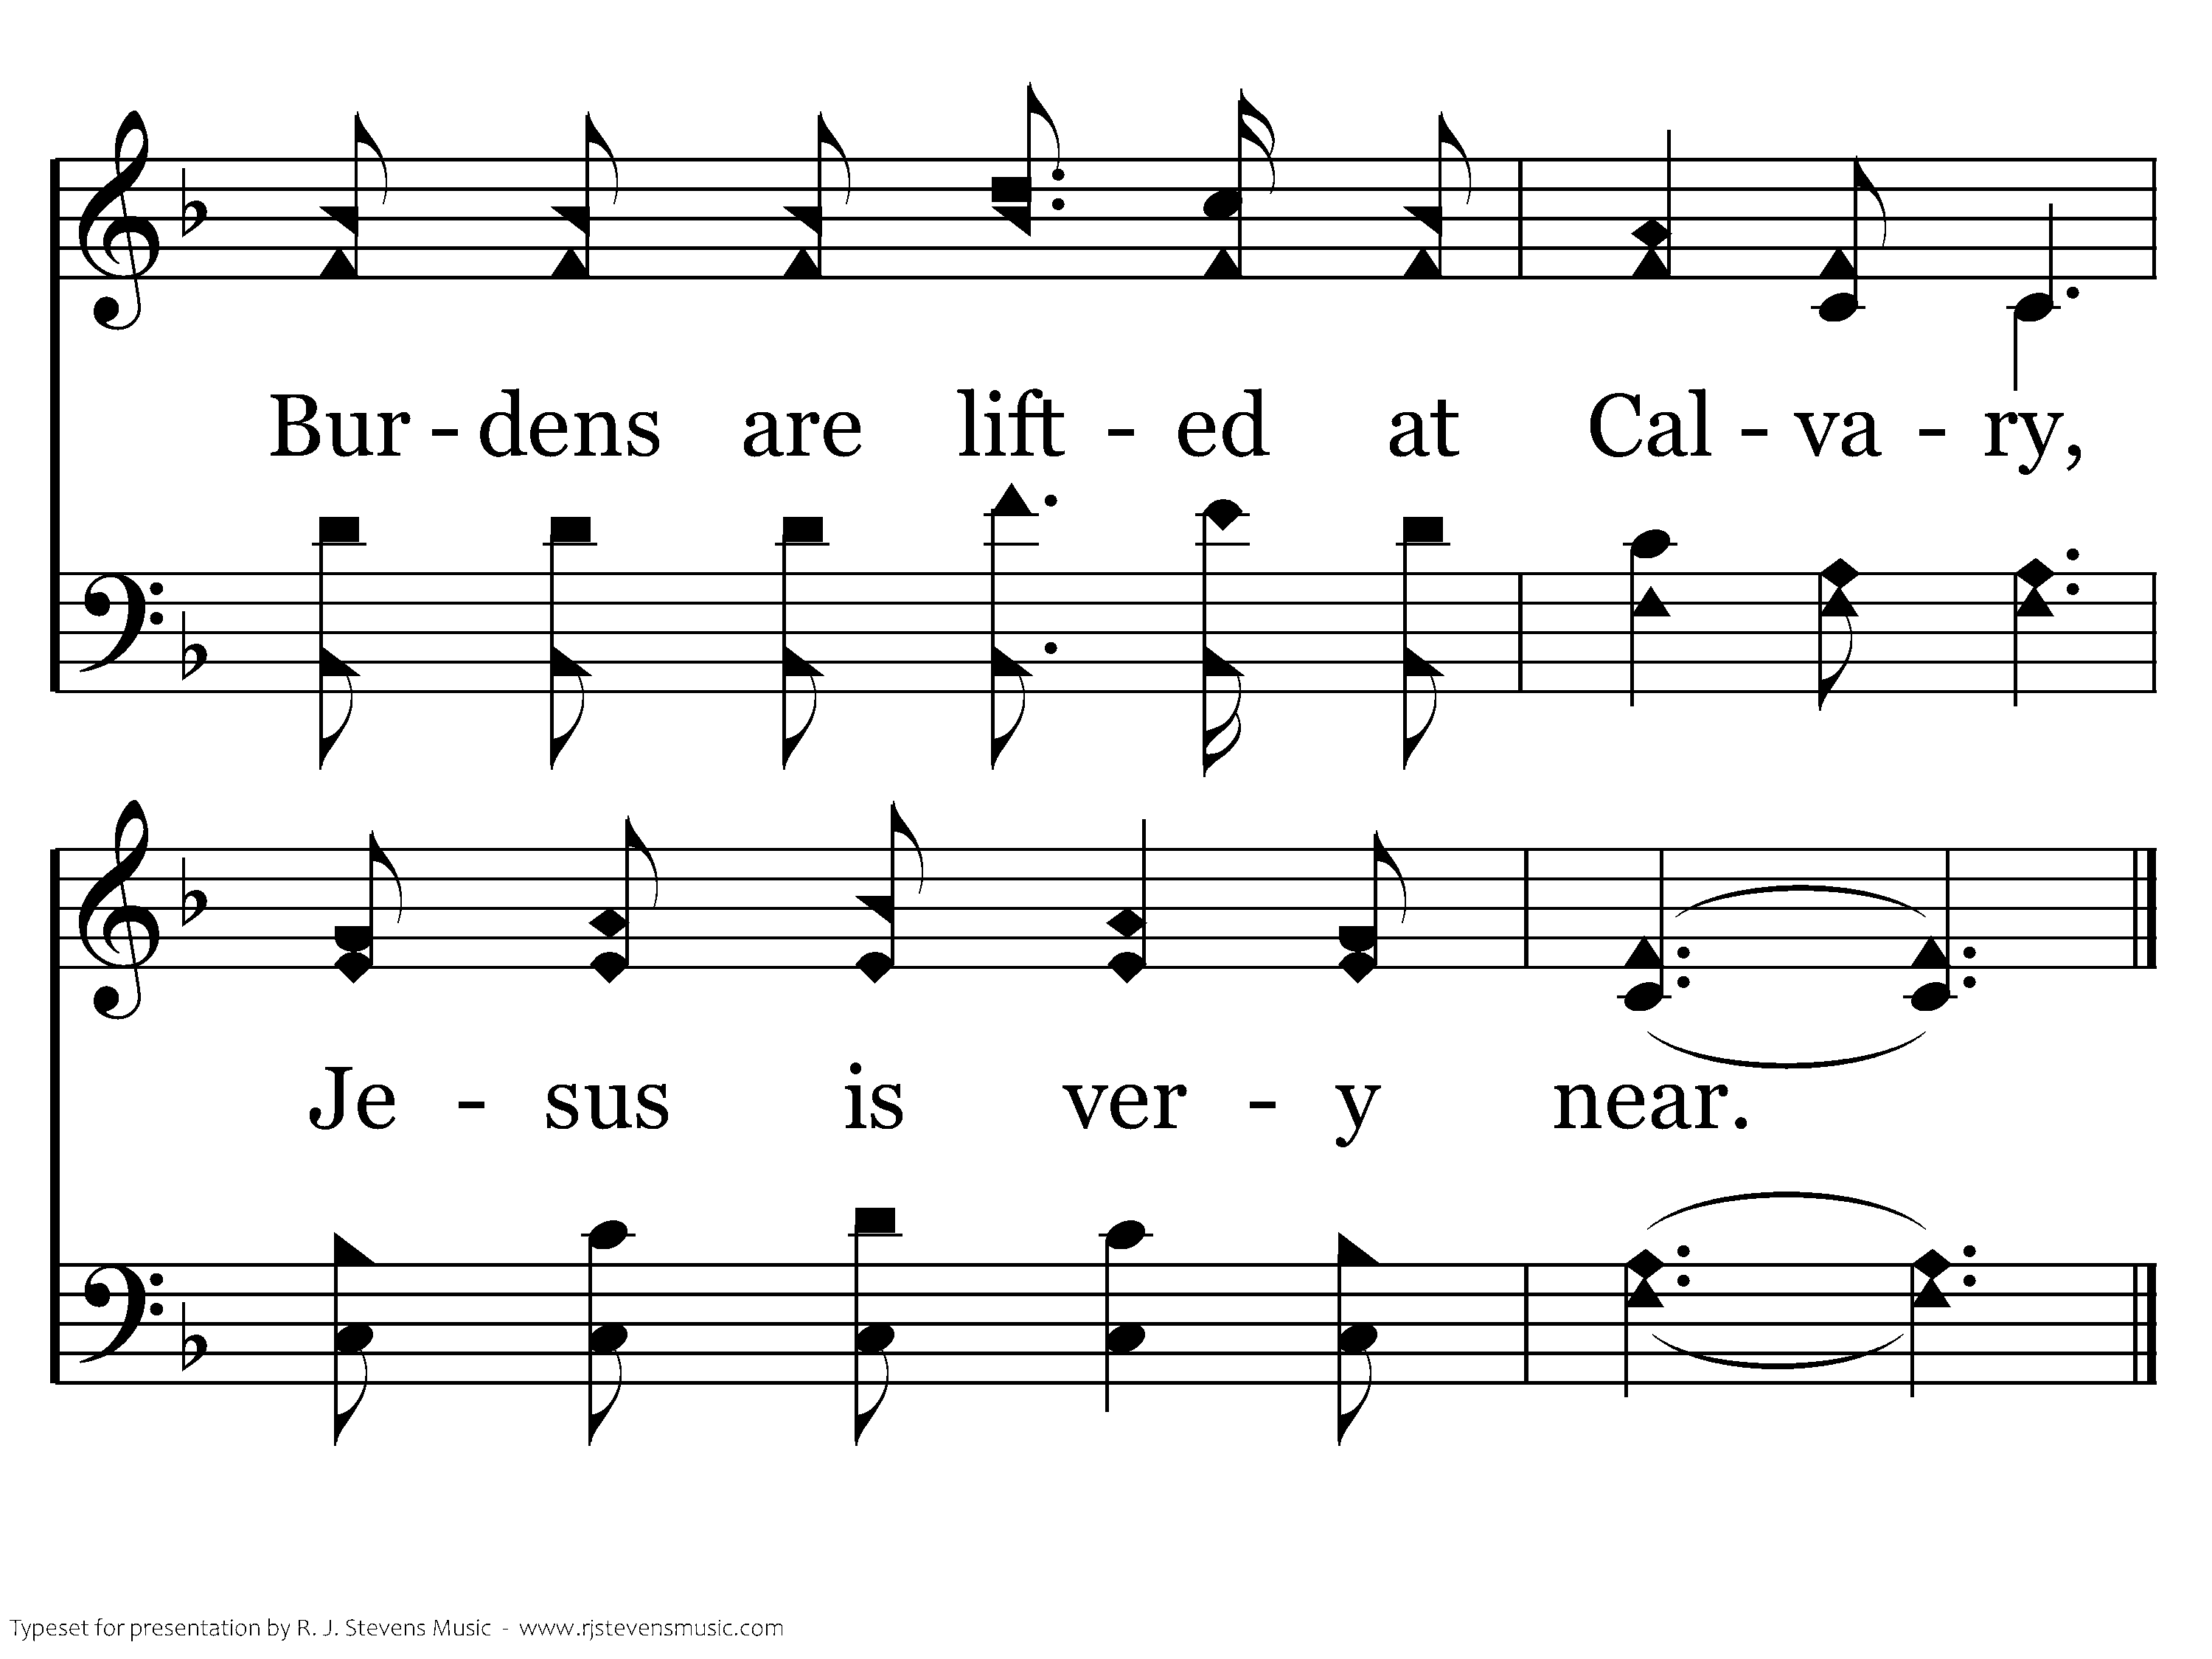 Bur - dens are lift - ed at Cal - va - ry,
Je - sus is ver - y near.
Typeset for presentation by R. J. Stevens Music - www.rjstevensmusic.com